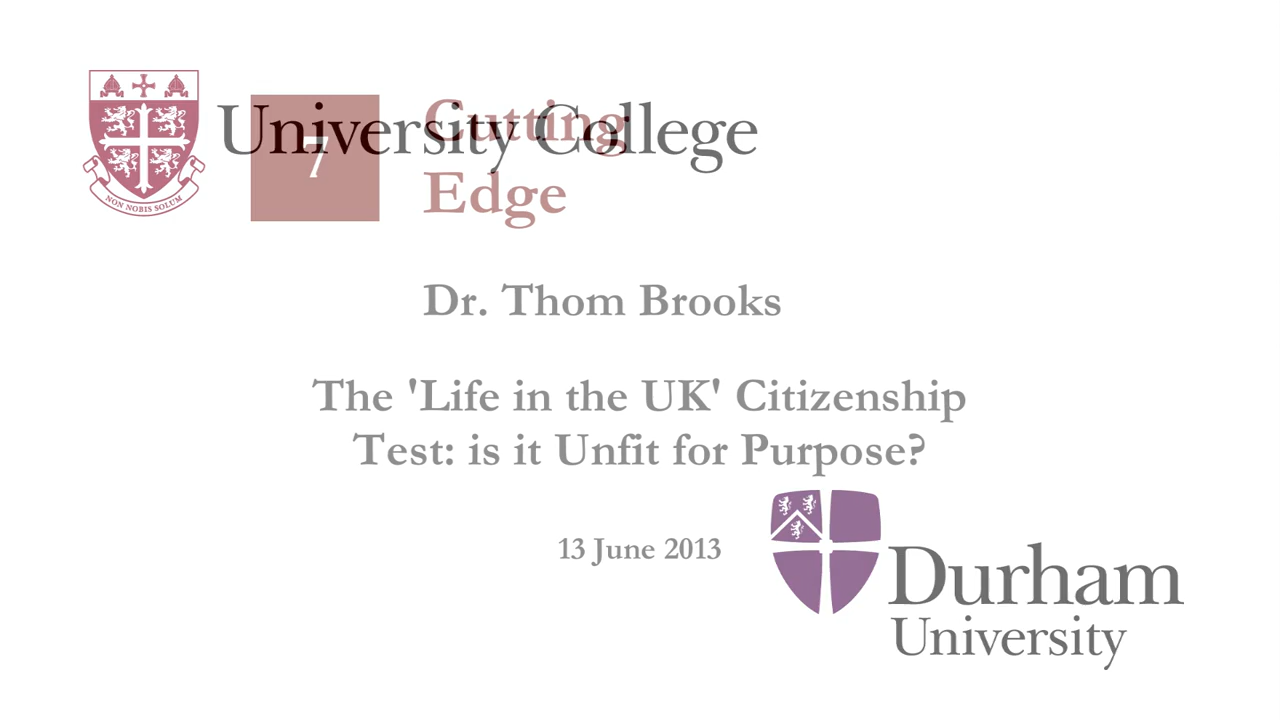 University College
7
Cutting
Edge
NON NOBIS SOLUM
Dr. Thom Brooks
The 'Life in the UK' Citizenship
Test: is it Unfit for Purpose?
13 June 2013
Durham
University